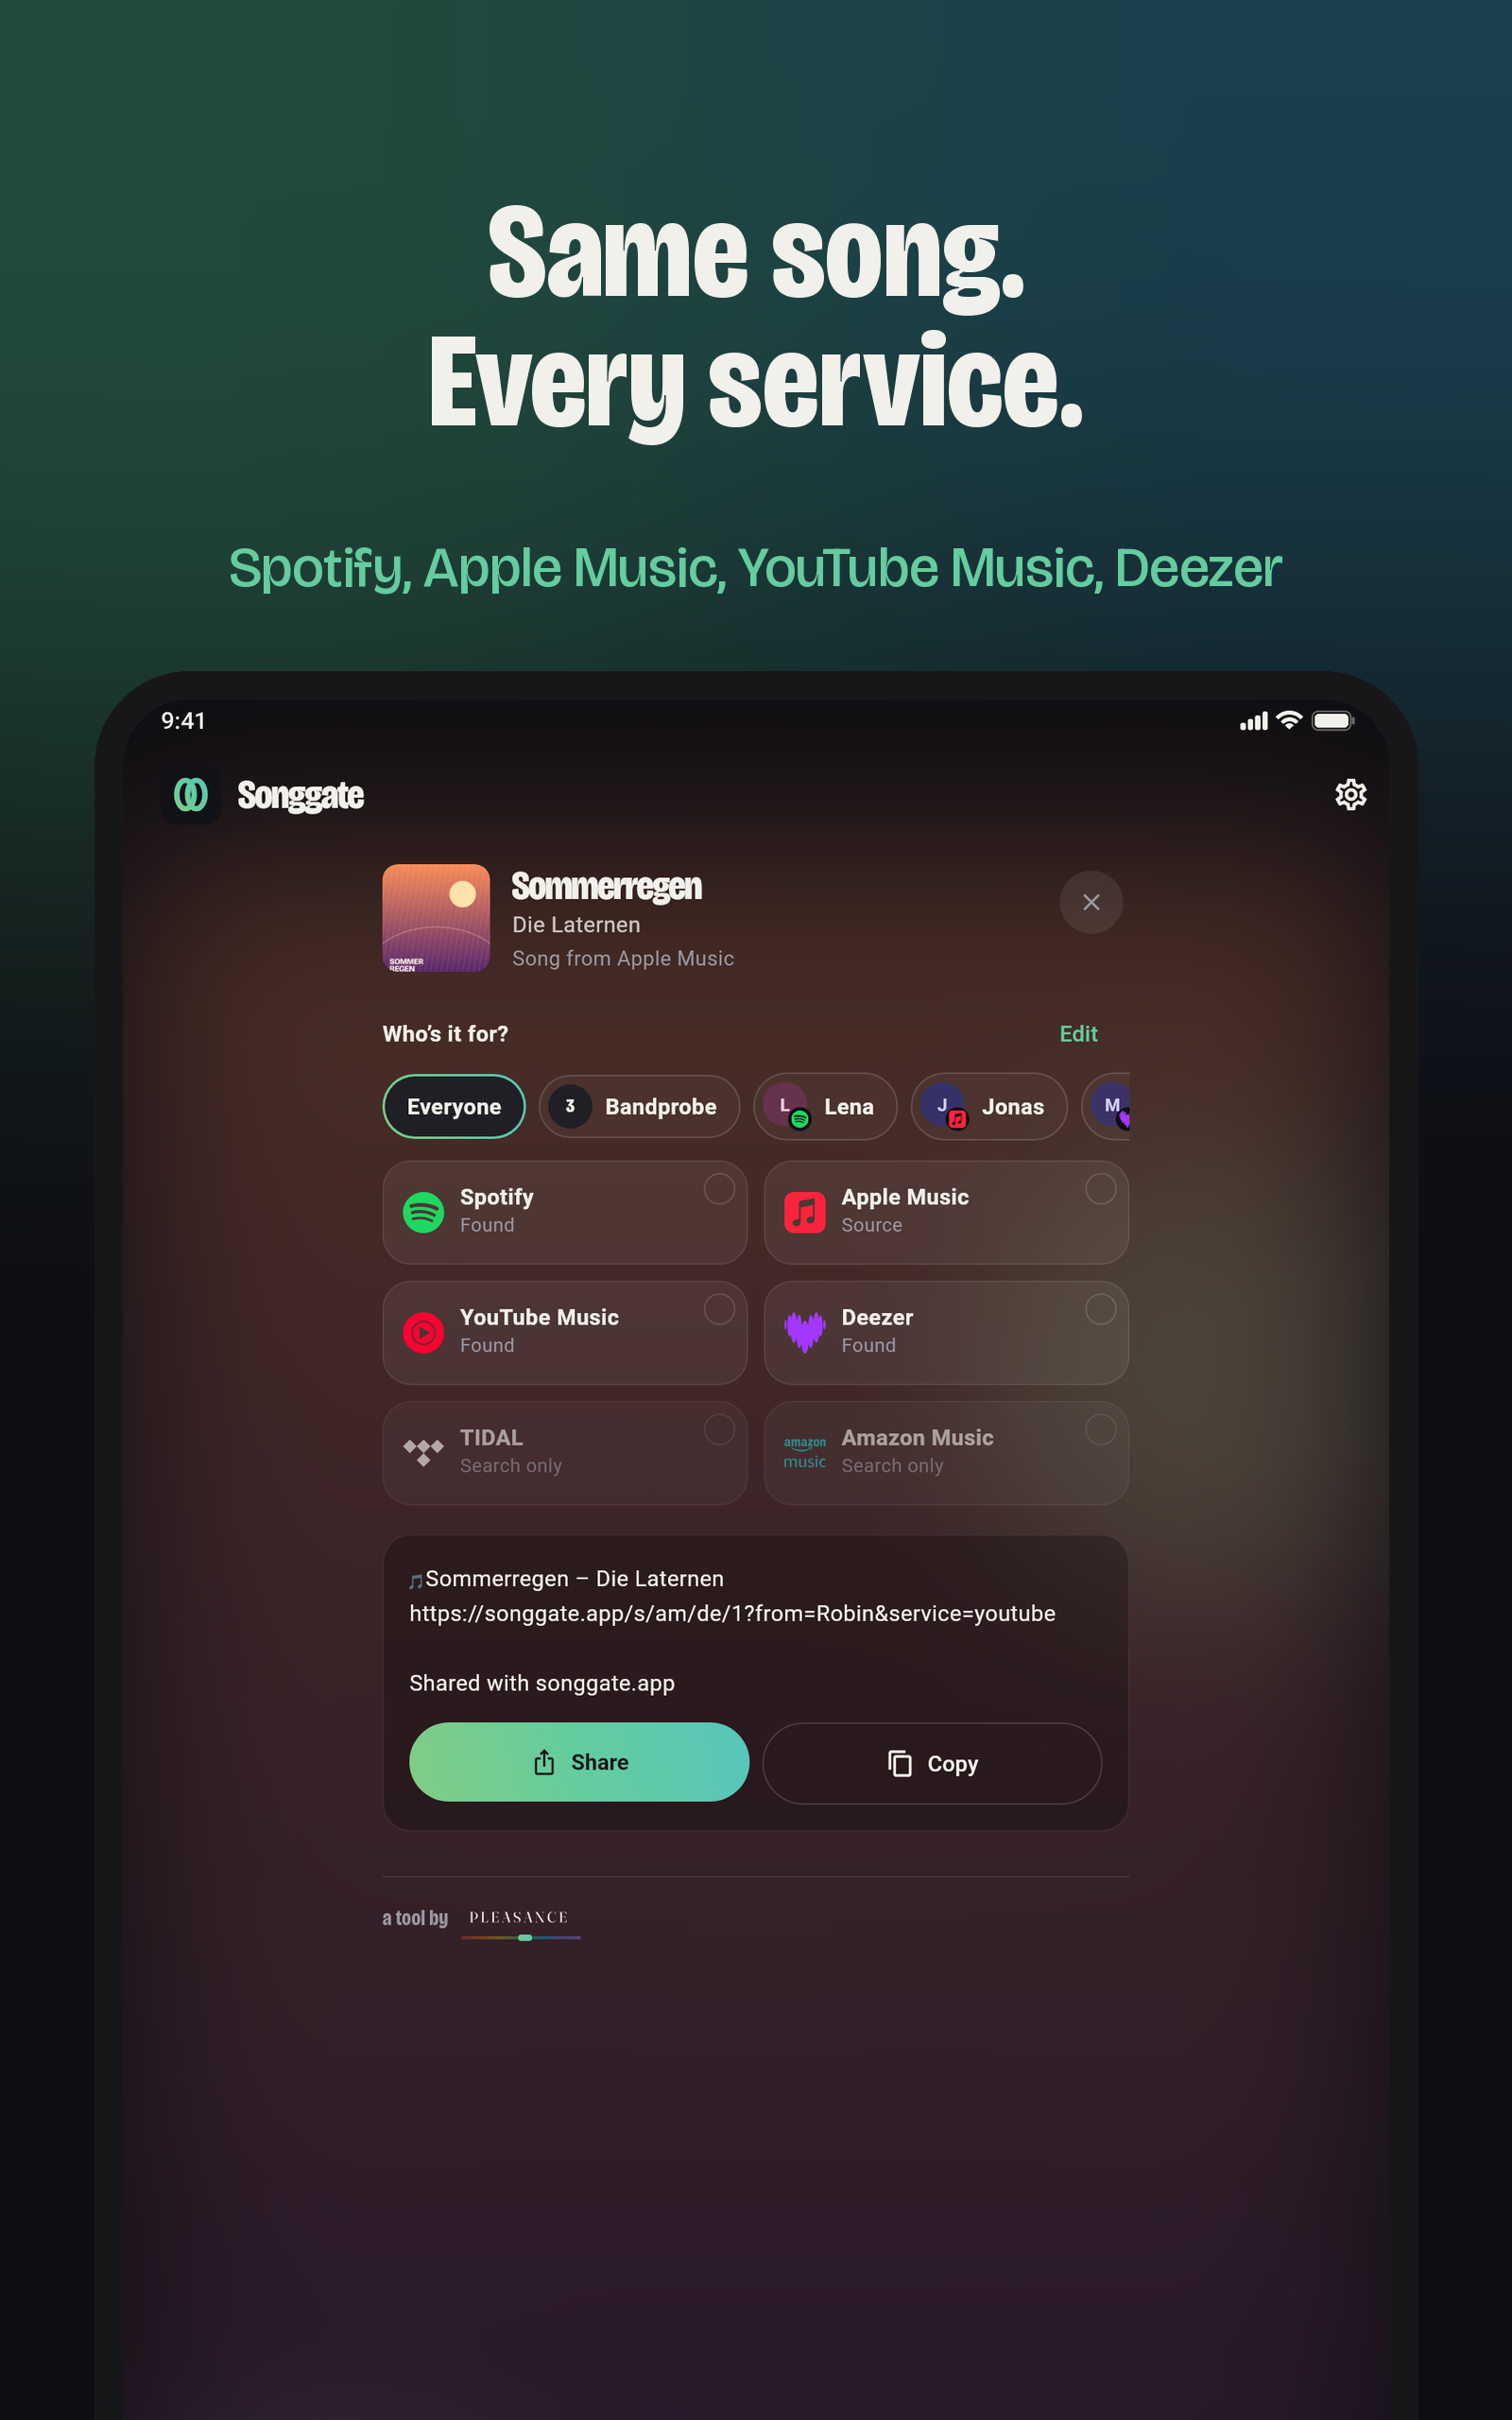 Same song.
Every service.
Spotify, Apple Music, YouTube Music, Deezer
9:41
Songgate
SOMMER
REGEN
Sommerregen
Die Laternen
Song from Apple Music
Who's it for?
Edit
Everyone
3 Bandprobe
L Lena
J Jonas
M
Spotify
Found
Apple Music
Source
YouTube Music
Found
Deezer
Found
TIDAL
Search only
amazon
music
Amazon Music
Search only
🎵Sommerregen – Die Laternen
https://songgate.app/s/am/de/1?from=Robin&service=youtube
Shared with songgate.app
Share
Copy
a tool by PLEASANCE